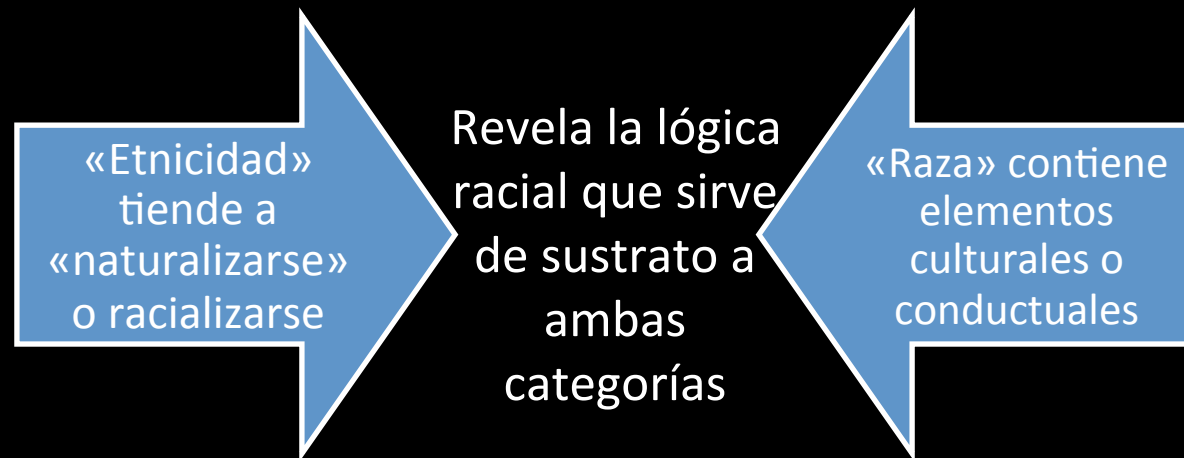 «Etnicidad»
tiende a
«naturalizarse»
o racializarse
Revela la lógica
racial que sirve
de sustrato a
ambas
categorías
«Raza» contiene
elementos
culturales o
conductuales